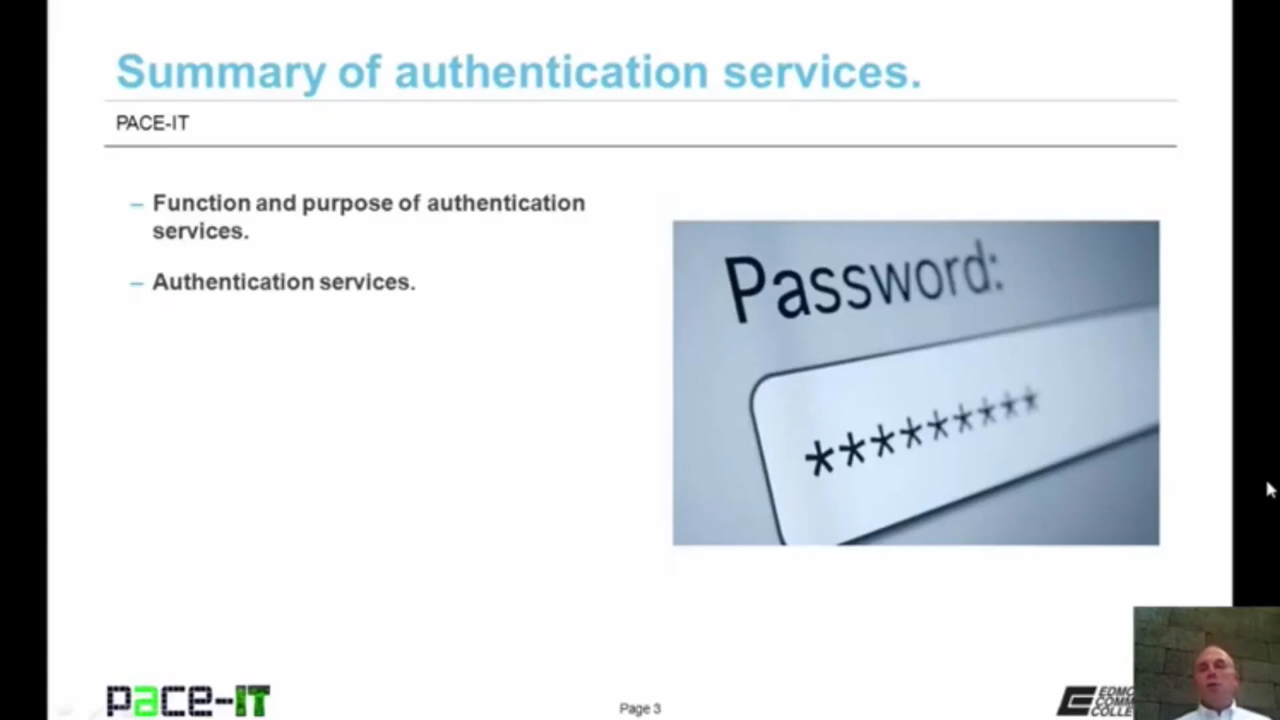 Summary of authentication services.
PACE-IT
– Function and purpose of authentication
services.
– Authentication services.
Password:
*********
pace-IT
Page 3